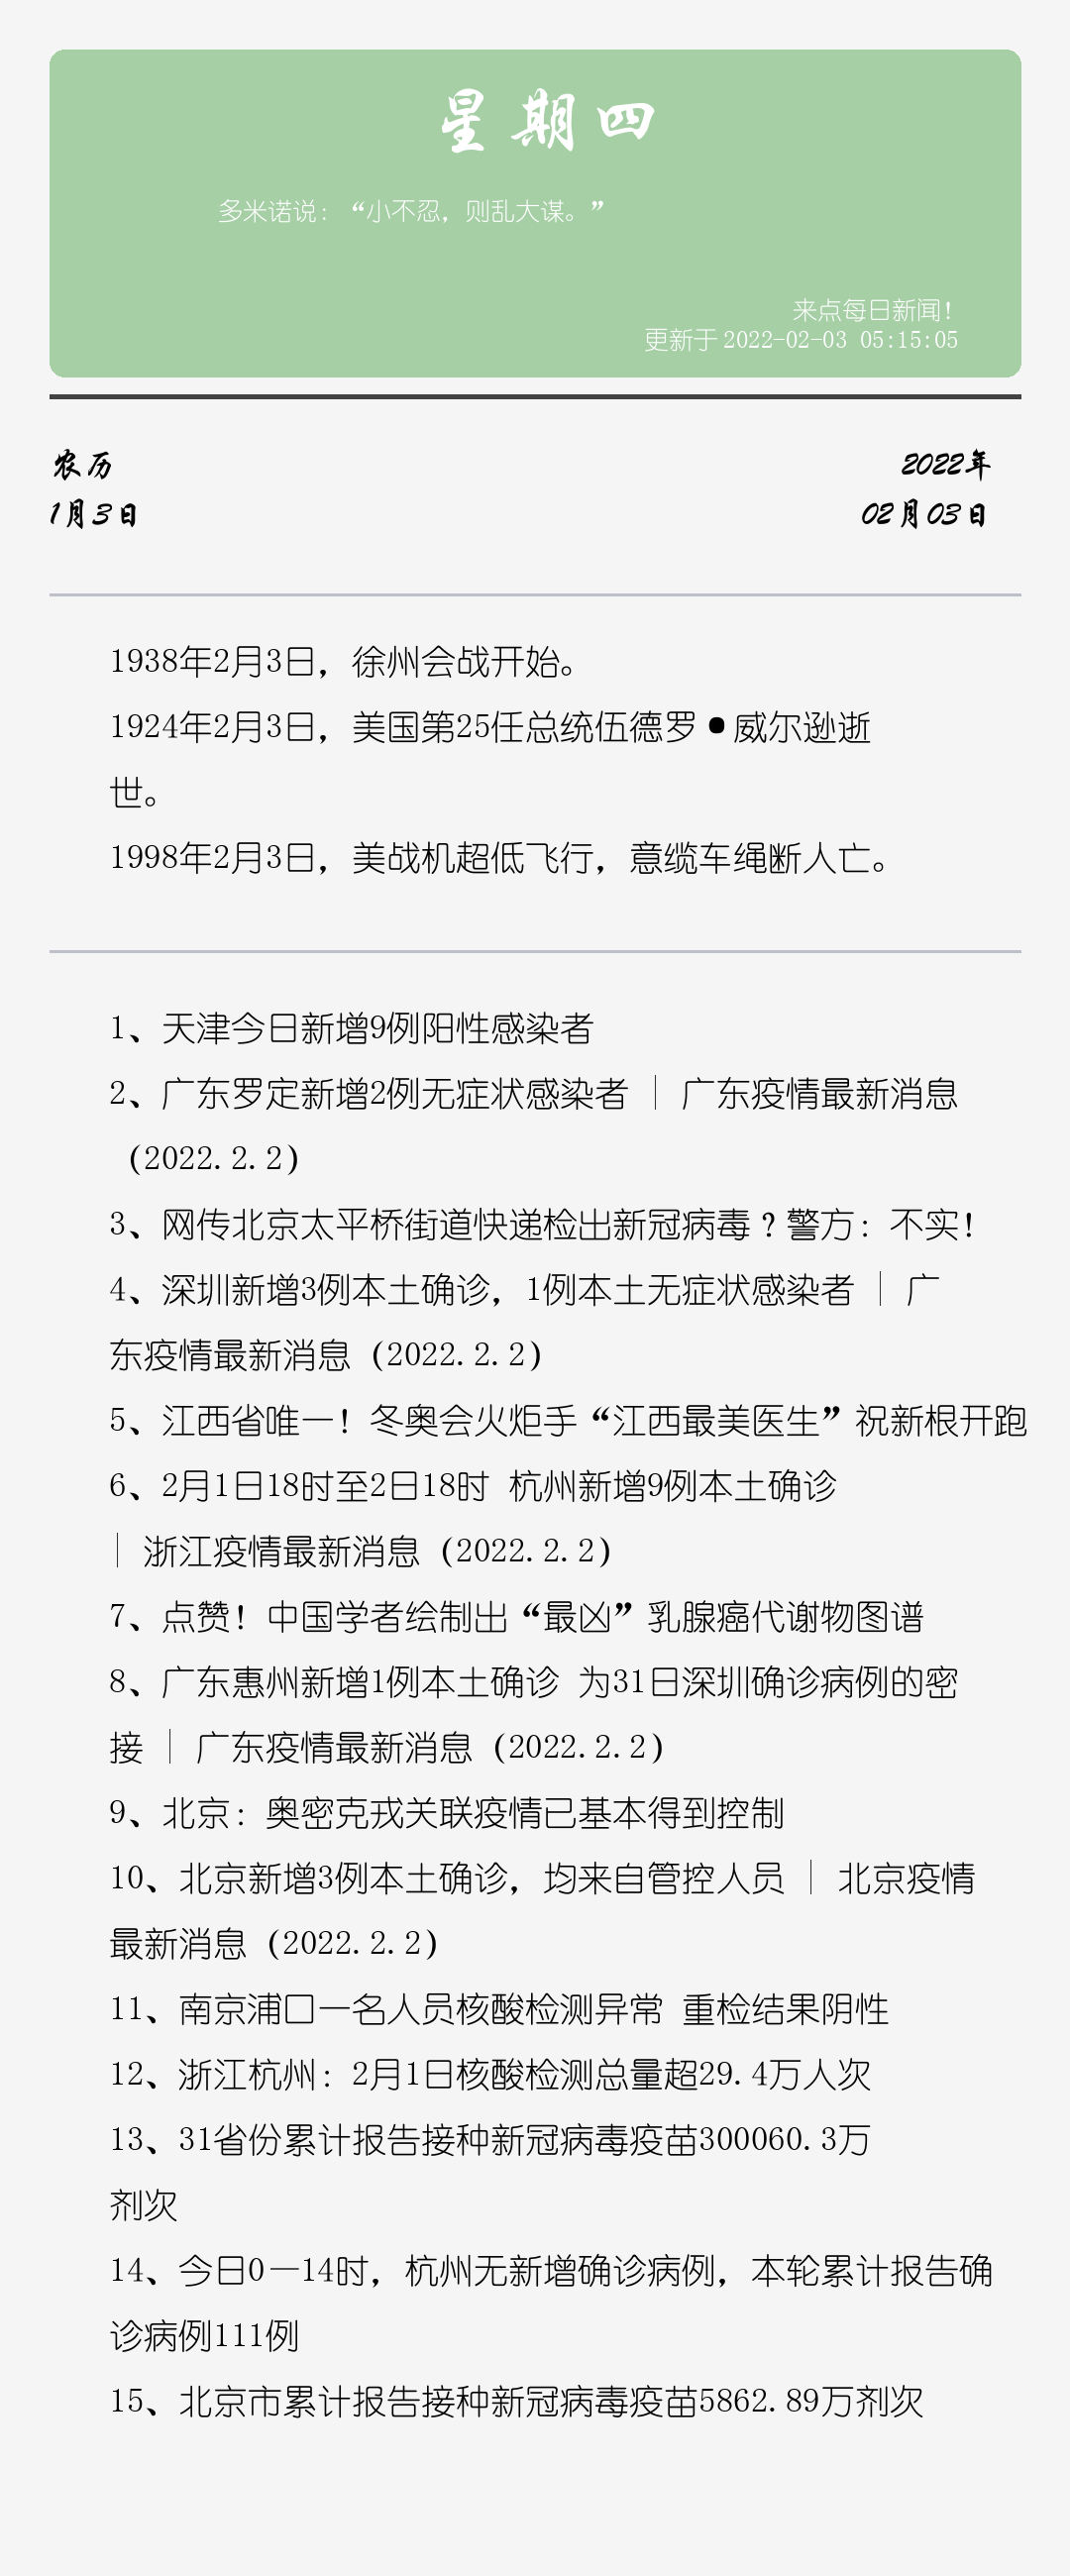 星期四
多米诺说：“小不忍，则乱大谋。”
来点每日新闻！
更新于 2022-02-03 05:15:05
农历
1月3日
2022年
02月03日
1938年2月3日，徐州会战开始。
1924年2月3日，美国第25任总统伍德罗•威尔逊逝
世。
1998年2月3日，美战机超低飞行，意缆车绳断人亡。
1、天津今日新增9例阳性感染者
2、广东罗定新增2例无症状感染者 | 广东疫情最新消息
（2022.2.2）
3、网传北京太平桥街道快递检出新冠病毒？警方：不实！
4、深圳新增3例本土确诊，1例本土无症状感染者 | 广
东疫情最新消息（2022.2.2）
5、江西省唯一！冬奥会火炬手“江西最美医生”祝新根开跑
6、2月1日18时至2日18时 杭州新增9例本土确诊
| 浙江疫情最新消息（2022.2.2）
7、点赞！中国学者绘制出“最凶”乳腺癌代谢物图谱
8、广东惠州新增1例本土确诊 为31日深圳确诊病例的密
接 | 广东疫情最新消息（2022.2.2）
9、北京：奥密克戎关联疫情已基本得到控制
10、北京新增3例本土确诊，均来自管控人员 | 北京疫情
最新消息（2022.2.2）
11、南京浦口一名人员核酸检测异常 重检结果阴性
12、浙江杭州：2月1日核酸检测总量超29.4万人次
13、31省份累计报告接种新冠病毒疫苗300060.3万
剂次
14、今日0—14时，杭州无新增确诊病例，本轮累计报告确
诊病例111例
15、北京市累计报告接种新冠病毒疫苗5862.89万剂次